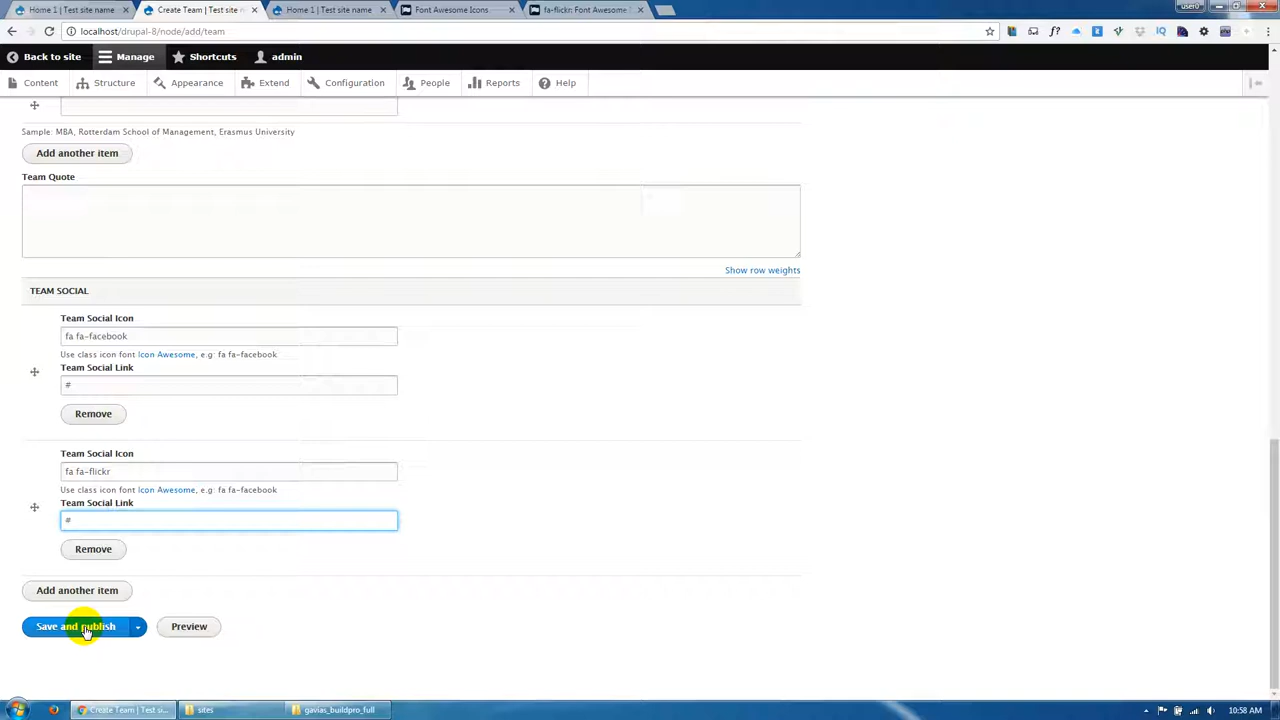 Home 1 | Test site name
Create Team | Test site n
Home 1 | Test site name
Font Awesome Icons
fa-flickr: Font Awesome
user0
localhost/drupal-8/node/add/team
Back to site
Manage
Shortcuts
admin
Content
Structure
Appearance
Extend
Configuration
People
Reports
Help
Sample: MBA, Rotterdam School of Management, Erasmus University
Add another item
Team Quote
Show row weights
TEAM SOCIAL
Team Social Icon
fa fa-facebook
Use class icon font Icon Awesome, e.g: fa fa-facebook
Team Social Link
#
Remove
Team Social Icon
fa fa-flickr
Use class icon font Icon Awesome, e.g: fa fa-facebook
Team Social Link
#
Remove
Add another item
Save and publish
Preview
Create Team | Test si...
sites
gavias_buildpro_full
10:58 AM